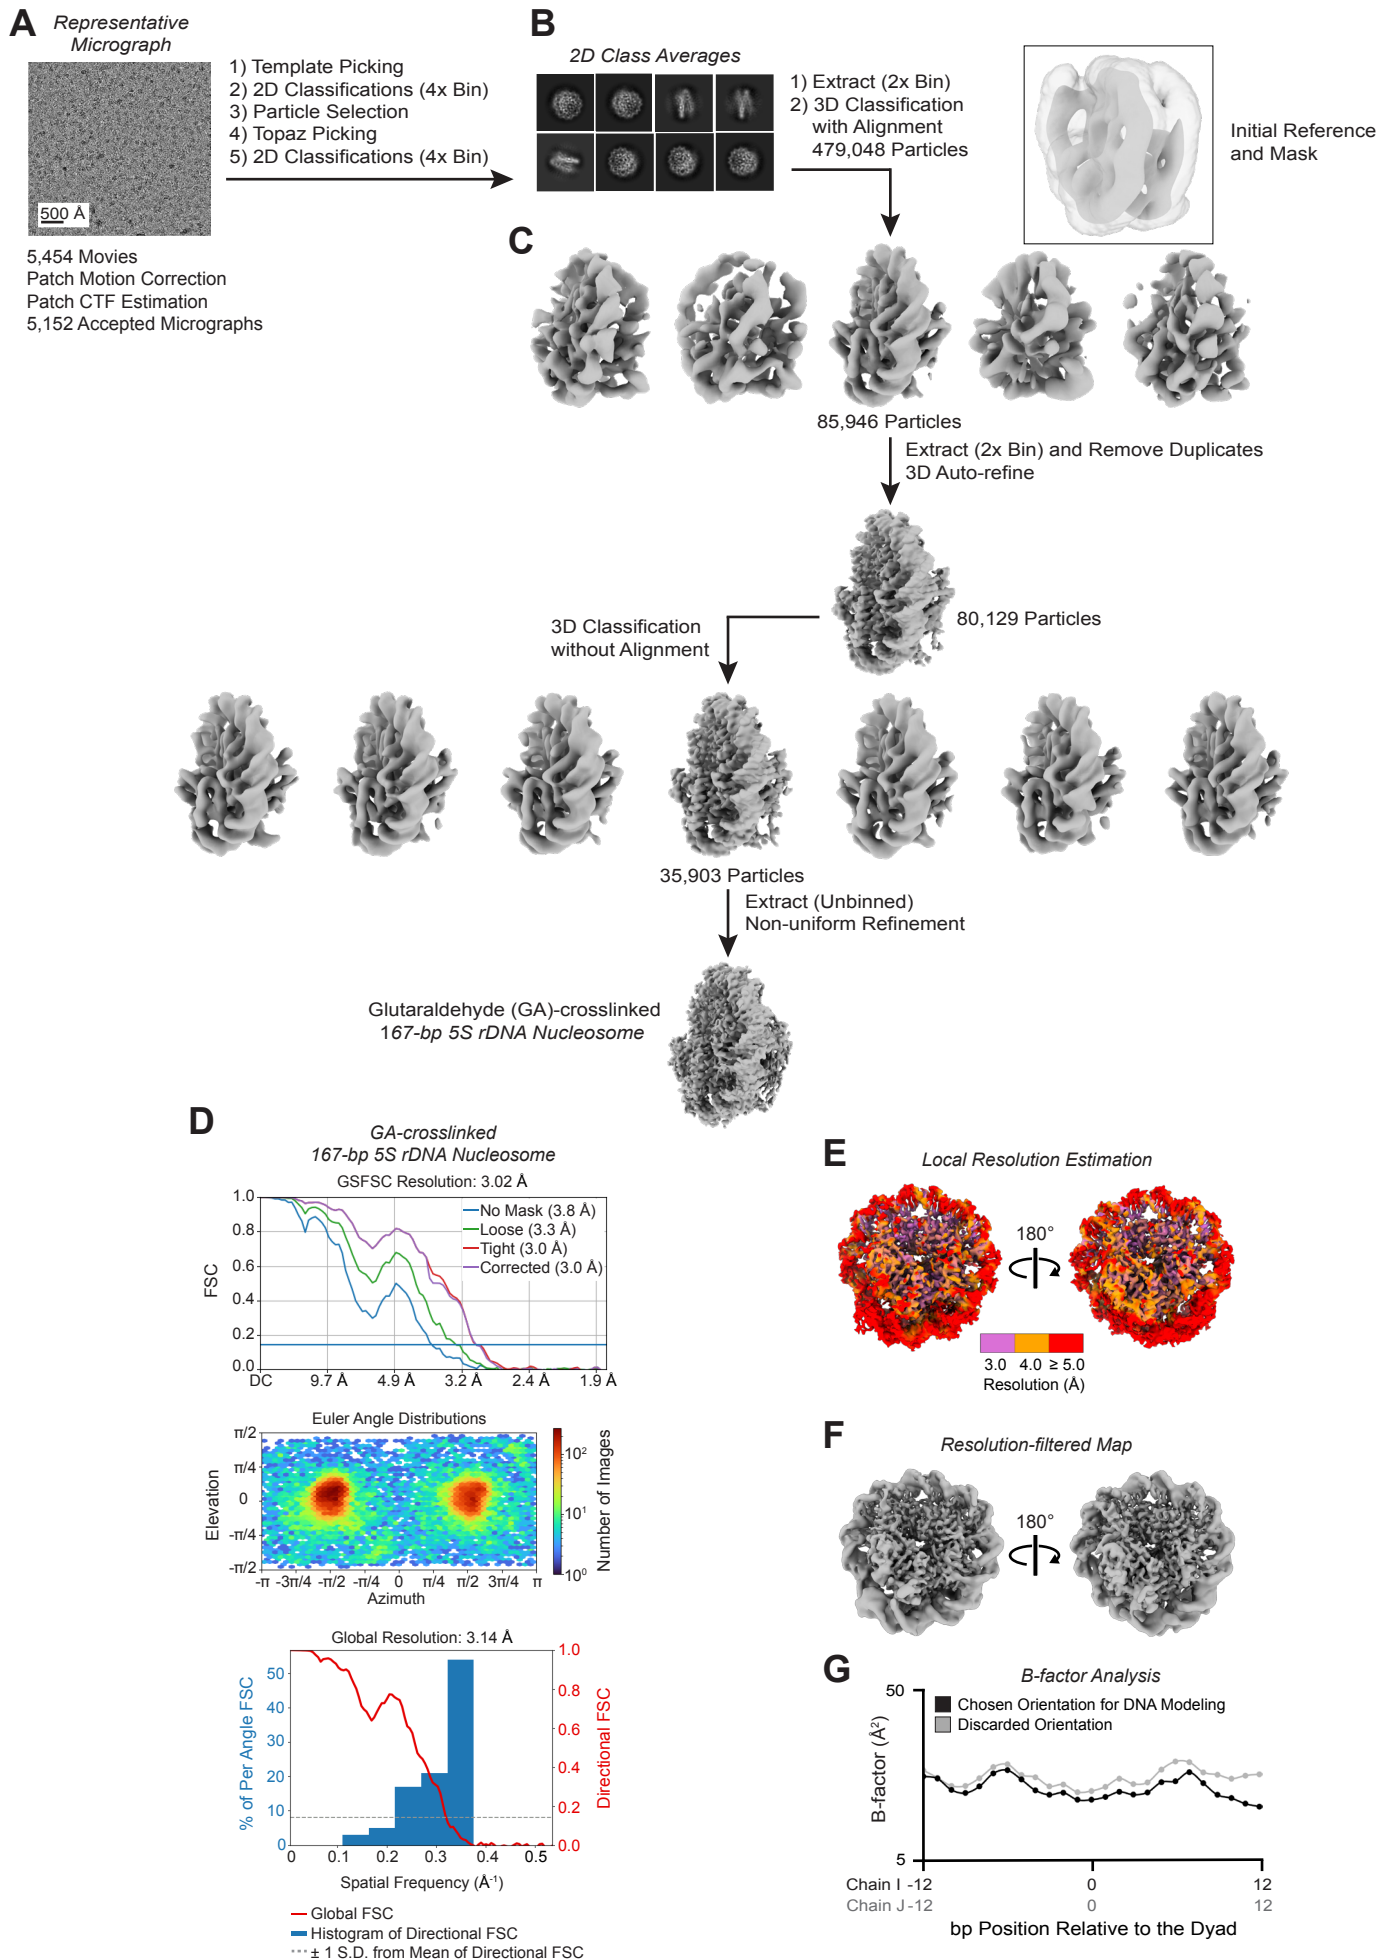 A
Representative
Micrograph
500 Å
5,454 Movies
Patch Motion Correction
Patch CTF Estimation
5,152 Accepted Micrographs
1) Template Picking
2) 2D Classifications (4x Bin)
3) Particle Selection
4) Topaz Picking
5) 2D Classifications (4x Bin)
B
2D Class Averages
1) Extract (2x Bin)
2) 3D Classification
with Alignment
479,048 Particles
Initial Reference
and Mask
C
85,946 Particles
Extract (2x Bin) and Remove Duplicates
3D Auto-refine
80,129 Particles
3D Classification
without Alignment
35,903 Particles
Extract (Unbinned)
Non-uniform Refinement
Glutaraldehyde (GA)-crosslinked
167-bp 5S rDNA Nucleosome
D
GA-crosslinked
167-bp 5S rDNA Nucleosome
GSFSC Resolution: 3.02 Å
FSC
1.0
0.8
0.6
0.4
0.2
0.0
No Mask (3.8 Å)
Loose (3.3 Å)
Tight (3.0 Å)
Corrected (3.0 Å)
DC 9.7 Å 4.9 Å 3.2 Å 2.4 Å 1.9 Å
Euler Angle Distributions
Elevation
π/2
π/4
0
-π/4
-π/2
-π -3π/4 -π/2 -π/4 0 π/4 π/2 3π/4 π
Azimuth
10²
10¹
10⁰
Number of Images
Global Resolution: 3.14 Å
% of Per Angle FSC
50
40
30
20
10
0
1.0
0.8
0.6
0.4
0.2
0.0
Directional FSC
0 0.1 0.2 0.3 0.4 0.5
Spatial Frequency (Å⁻¹)
Global FSC
Histogram of Directional FSC
± 1 S.D. from Mean of Directional FSC
E
Local Resolution Estimation
180°
3.0 4.0 ≥ 5.0
Resolution (Å)
F
Resolution-filtered Map
180°
G
B-factor Analysis
50
5
B-factor (Å²)
Chosen Orientation for DNA Modeling
Discarded Orientation
Chain I -12 0 12
Chain J -12 0 12
bp Position Relative to the Dyad